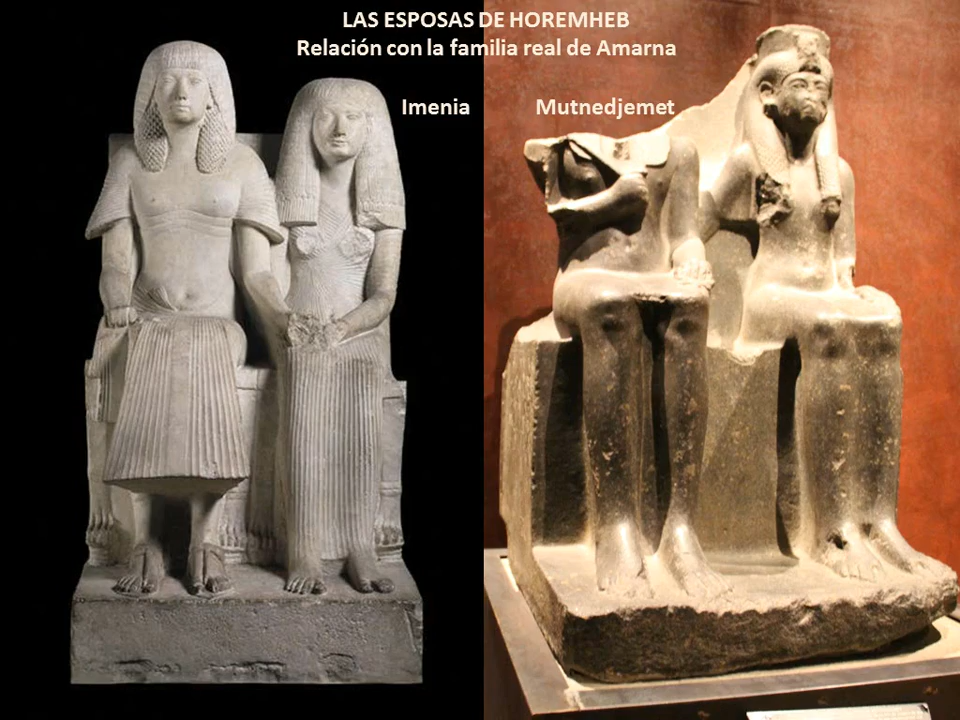 LAS ESPOSAS DE HOREMHEB
Relación con la familia real de Amarna
Imenia
Mutnedjemet